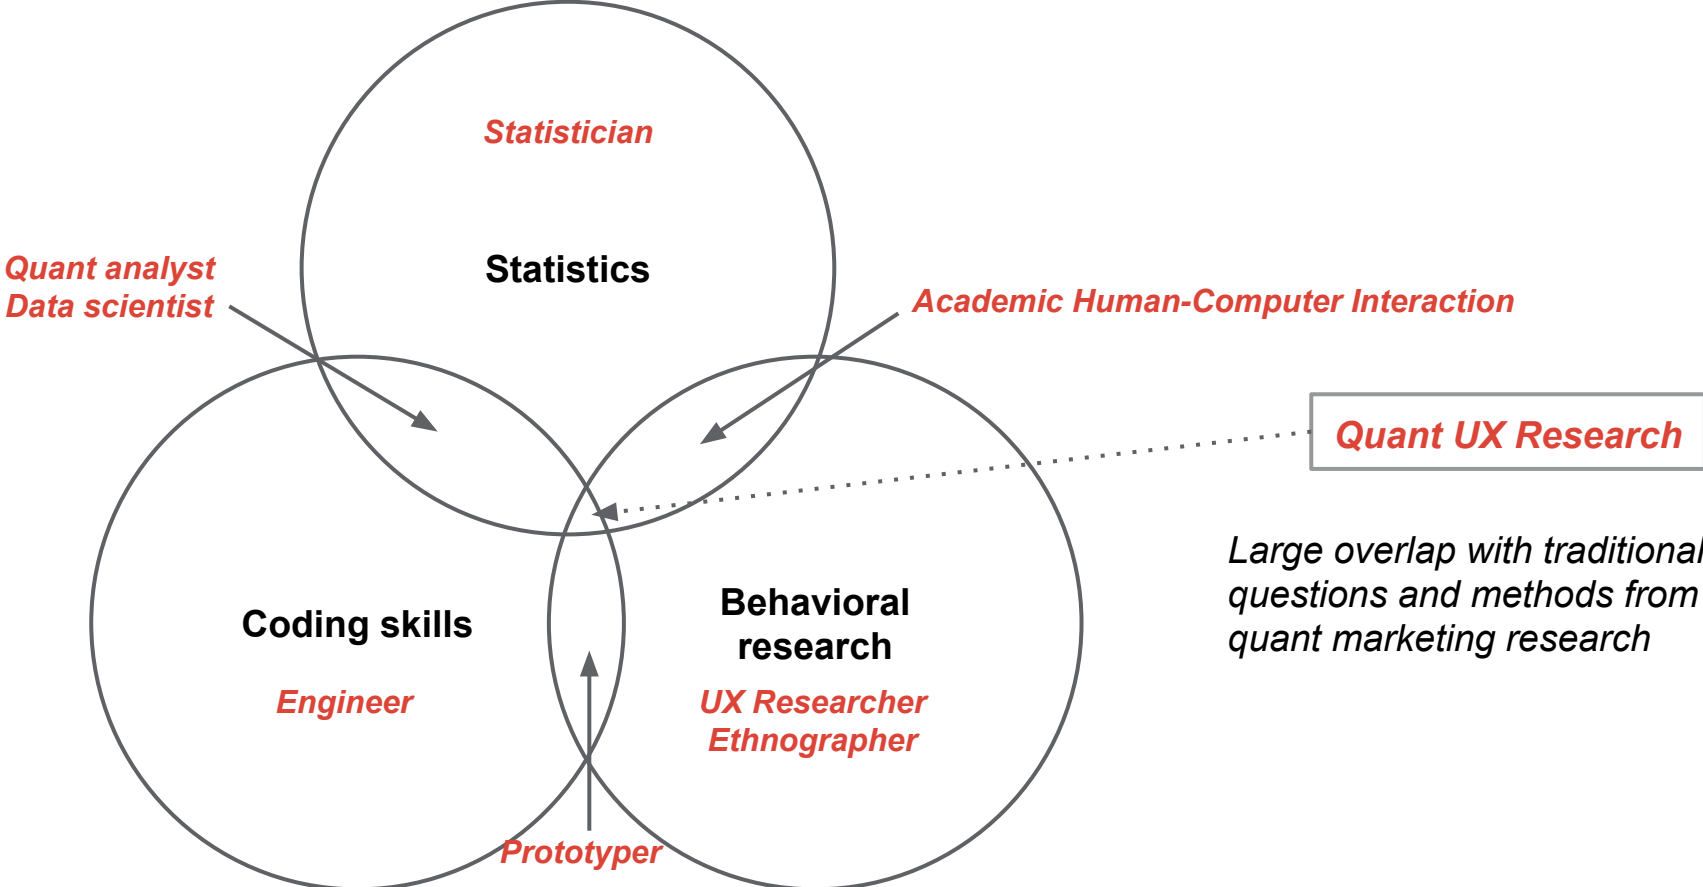 Statistician
Statistics
Quant analyst
Data scientist
Academic Human-Computer Interaction
Quant UX Research
Large overlap with traditional
questions and methods from
quant marketing research
Coding skills
Engineer
Behavioral
research
UX Researcher
Ethnographer
Prototyper